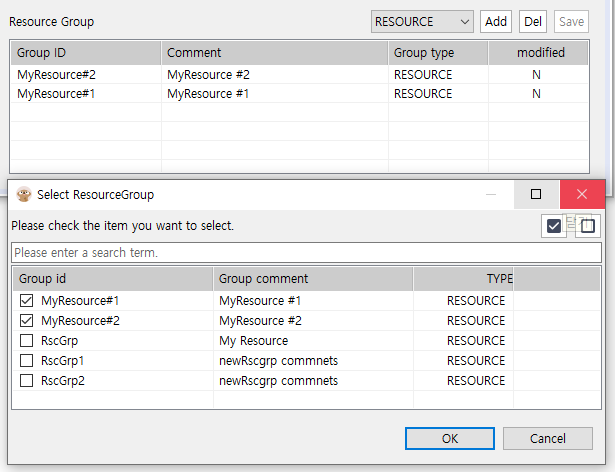 Resource Group RESOURCE Add Del Save
Group ID Comment Group type modified
MyResource#2 MyResource #2 RESOURCE N
MyResource#1 MyResource #1 RESOURCE N
Select ResourceGroup
Please check the item you want to select.
Please enter a search term.
Group id Group comment TYPE
MyResource#1 MyResource #1 RESOURCE
MyResource#2 MyResource #2 RESOURCE
RscGrp My Resource RESOURCE
RscGrp1 newRscgrp commnets RESOURCE
RscGrp2 newRscgrp commnets RESOURCE
OK Cancel